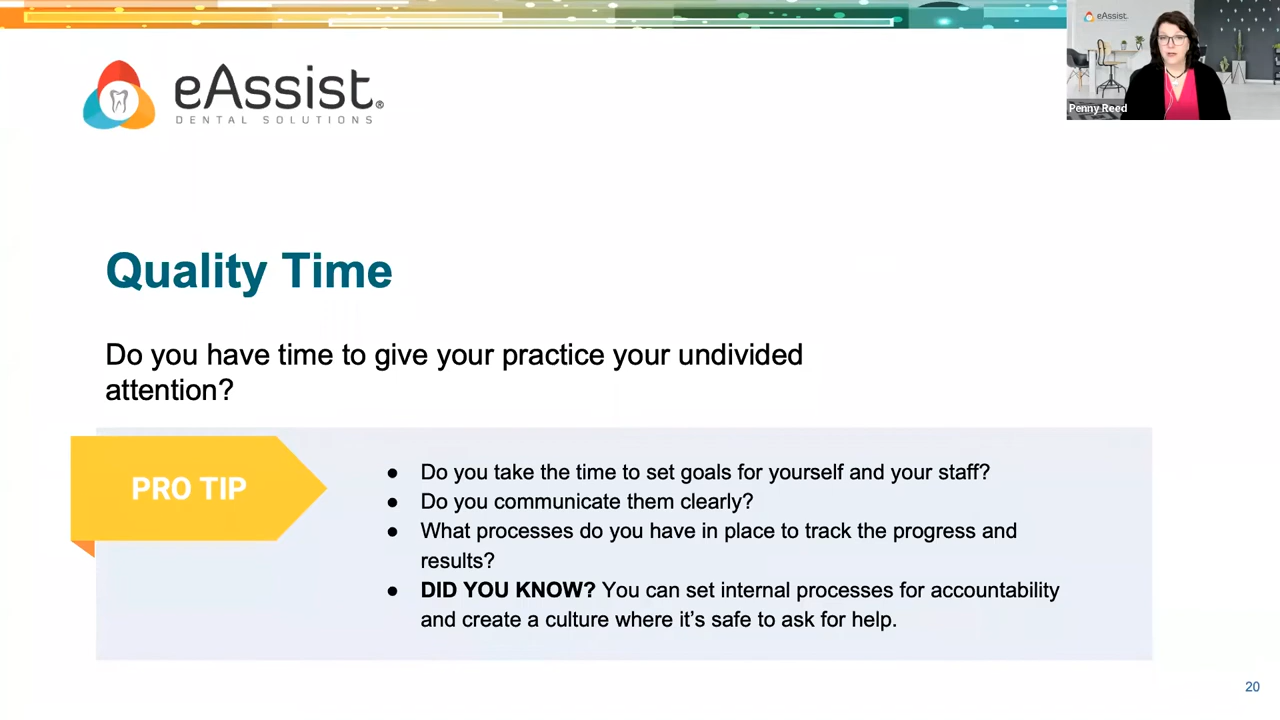 eAssist.
Penny Reed
eAssist®
DENTAL SOLUTIONS
Quality Time
Do you have time to give your practice your undivided
attention?
PRO TIP
● Do you take the time to set goals for yourself and your staff?
● Do you communicate them clearly?
● What processes do you have in place to track the progress and
results?
● DID YOU KNOW? You can set internal processes for accountability
and create a culture where it’s safe to ask for help.
20